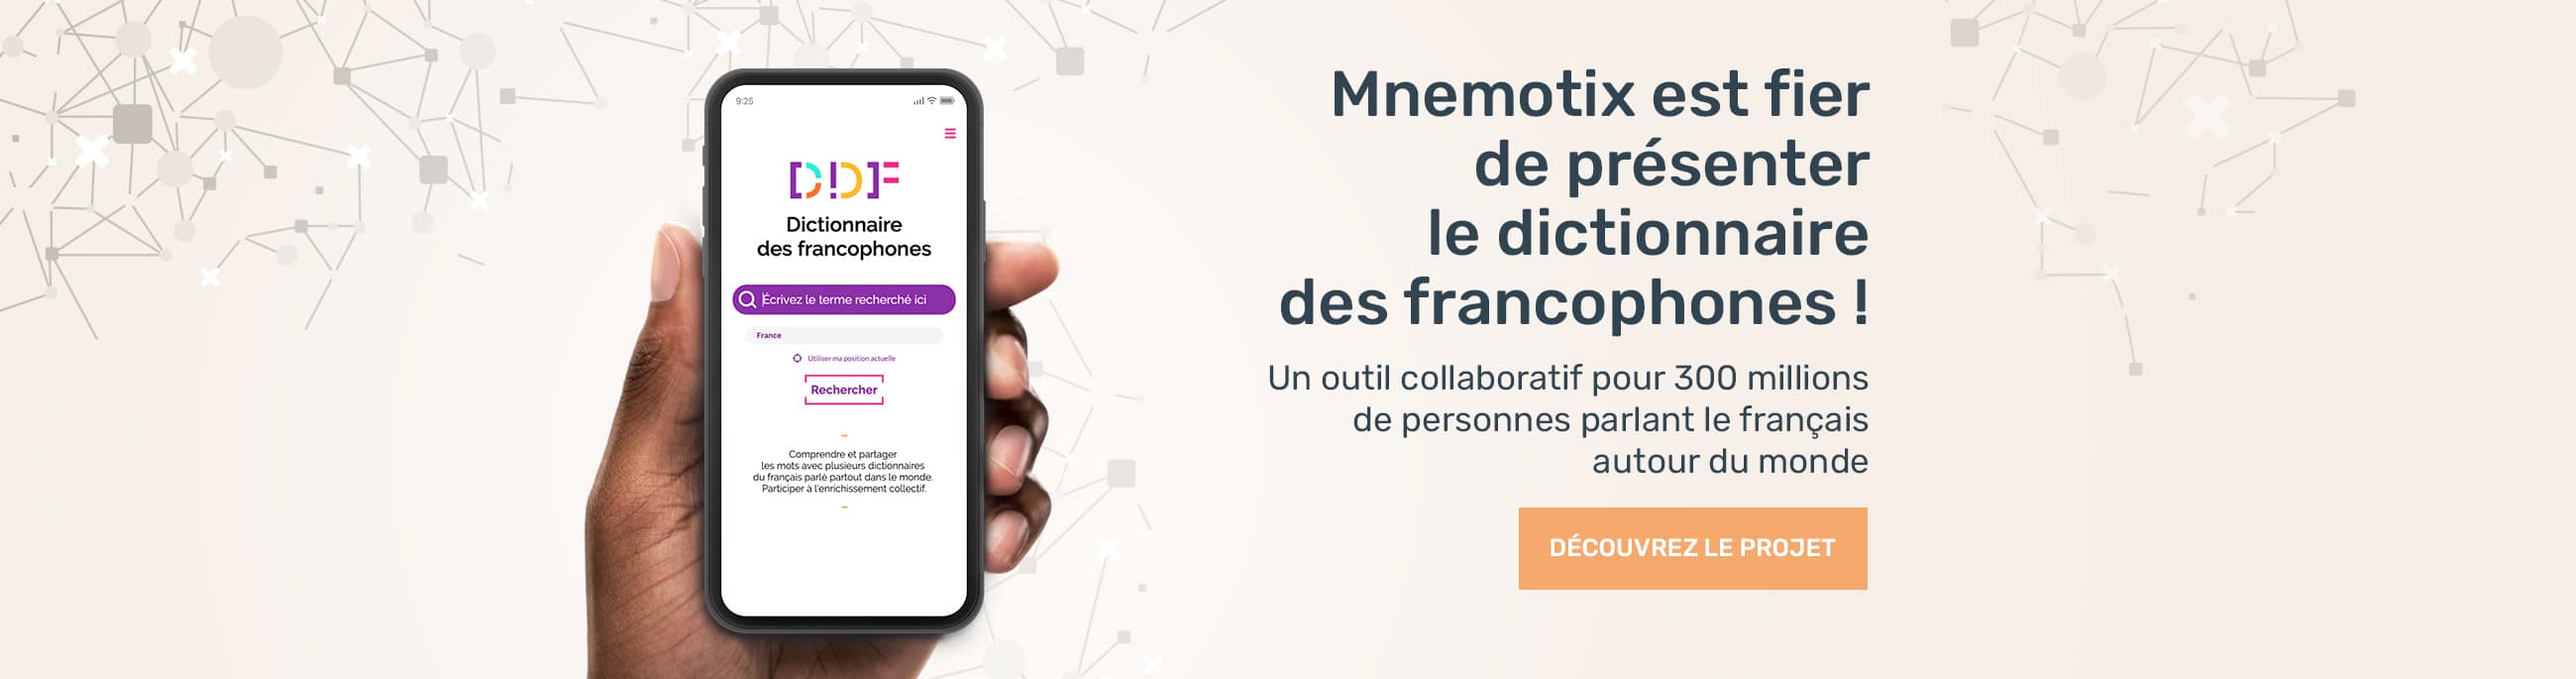 9:25
D!DF
Dictionnaire
des francophones
Écrivez le terme recherché ici
France
Utiliser ma position actuelle
Rechercher
Comprendre et partager
les mots avec plusieurs dictionnaires
du français parlé partout dans le monde.
Participer à l'enrichissement collectif.
Mnemotix est fier
de présenter
le dictionnaire
des francophones !
Un outil collaboratif pour 300 millions
de personnes parlant le français
autour du monde
DÉCOUVREZ LE PROJET